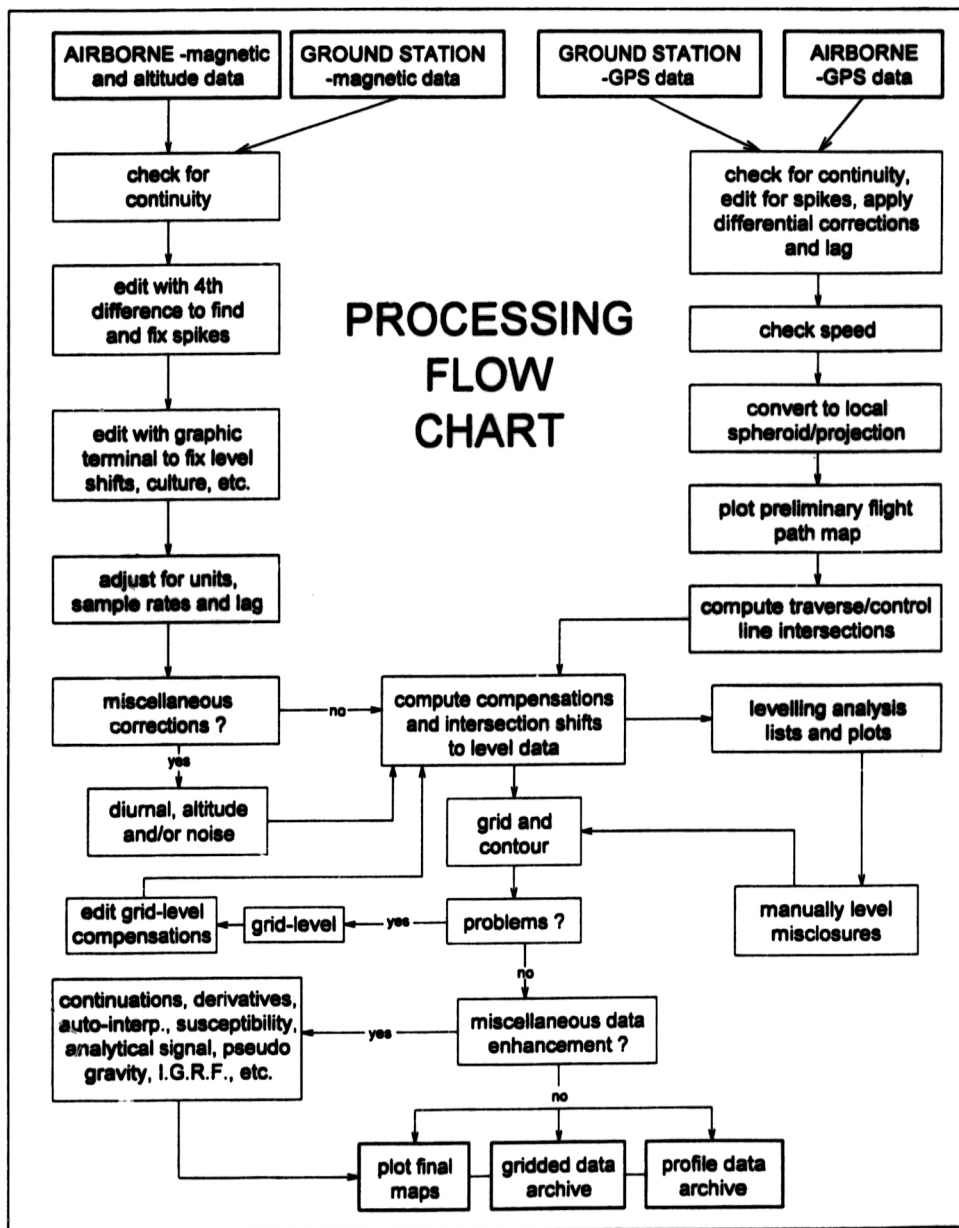 AIRBORNE -magnetic
and altitude data
GROUND STATION
-magnetic data
GROUND STATION
-GPS data
AIRBORNE
-GPS data
check for
continuity
check for continuity,
edit for spikes, apply
differential corrections
and lag
edit with 4th
difference to find
and fix spikes
PROCESSING
FLOW
CHART
check speed
convert to local
spheroid/projection
edit with graphic
terminal to fix level
shifts, culture, etc.
plot preliminary flight
path map
adjust for units,
sample rates and lag
compute traverse/control
line intersections
miscellaneous
corrections ?
no
compute compensations
and intersection shifts
to level data
levelling analysis
lists and plots
yes
diurnal, altitude
and/or noise
grid and
contour
edit grid-level
compensations
grid-level
yes
problems ?
manually level
misclosures
no
continuations, derivatives,
auto-interp., susceptibility,
analytical signal, pseudo
gravity, I.G.R.F., etc.
yes
miscellaneous data
enhancement ?
no
plot final
maps
gridded data
archive
profile data
archive